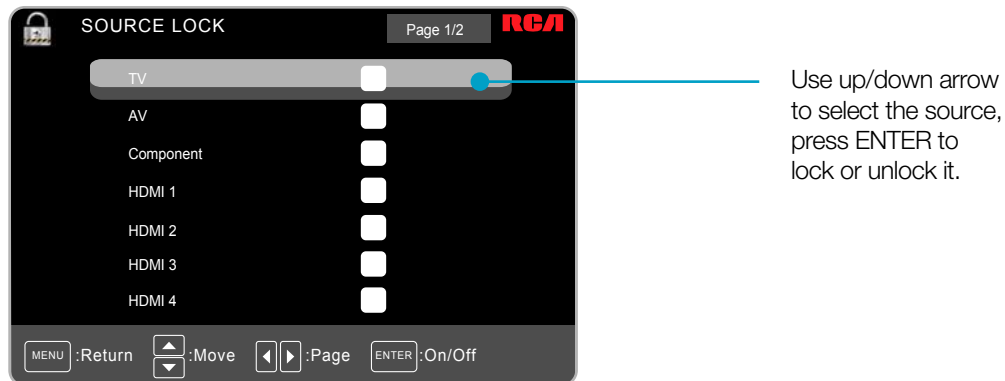 SOURCE LOCK
Page 1/2
RCA
TV
AV
Component
HDMI 1
HDMI 2
HDMI 3
HDMI 4
MENU :Return :Move :Page ENTER :On/Off
Use up/down arrow
to select the source,
press ENTER to
lock or unlock it.